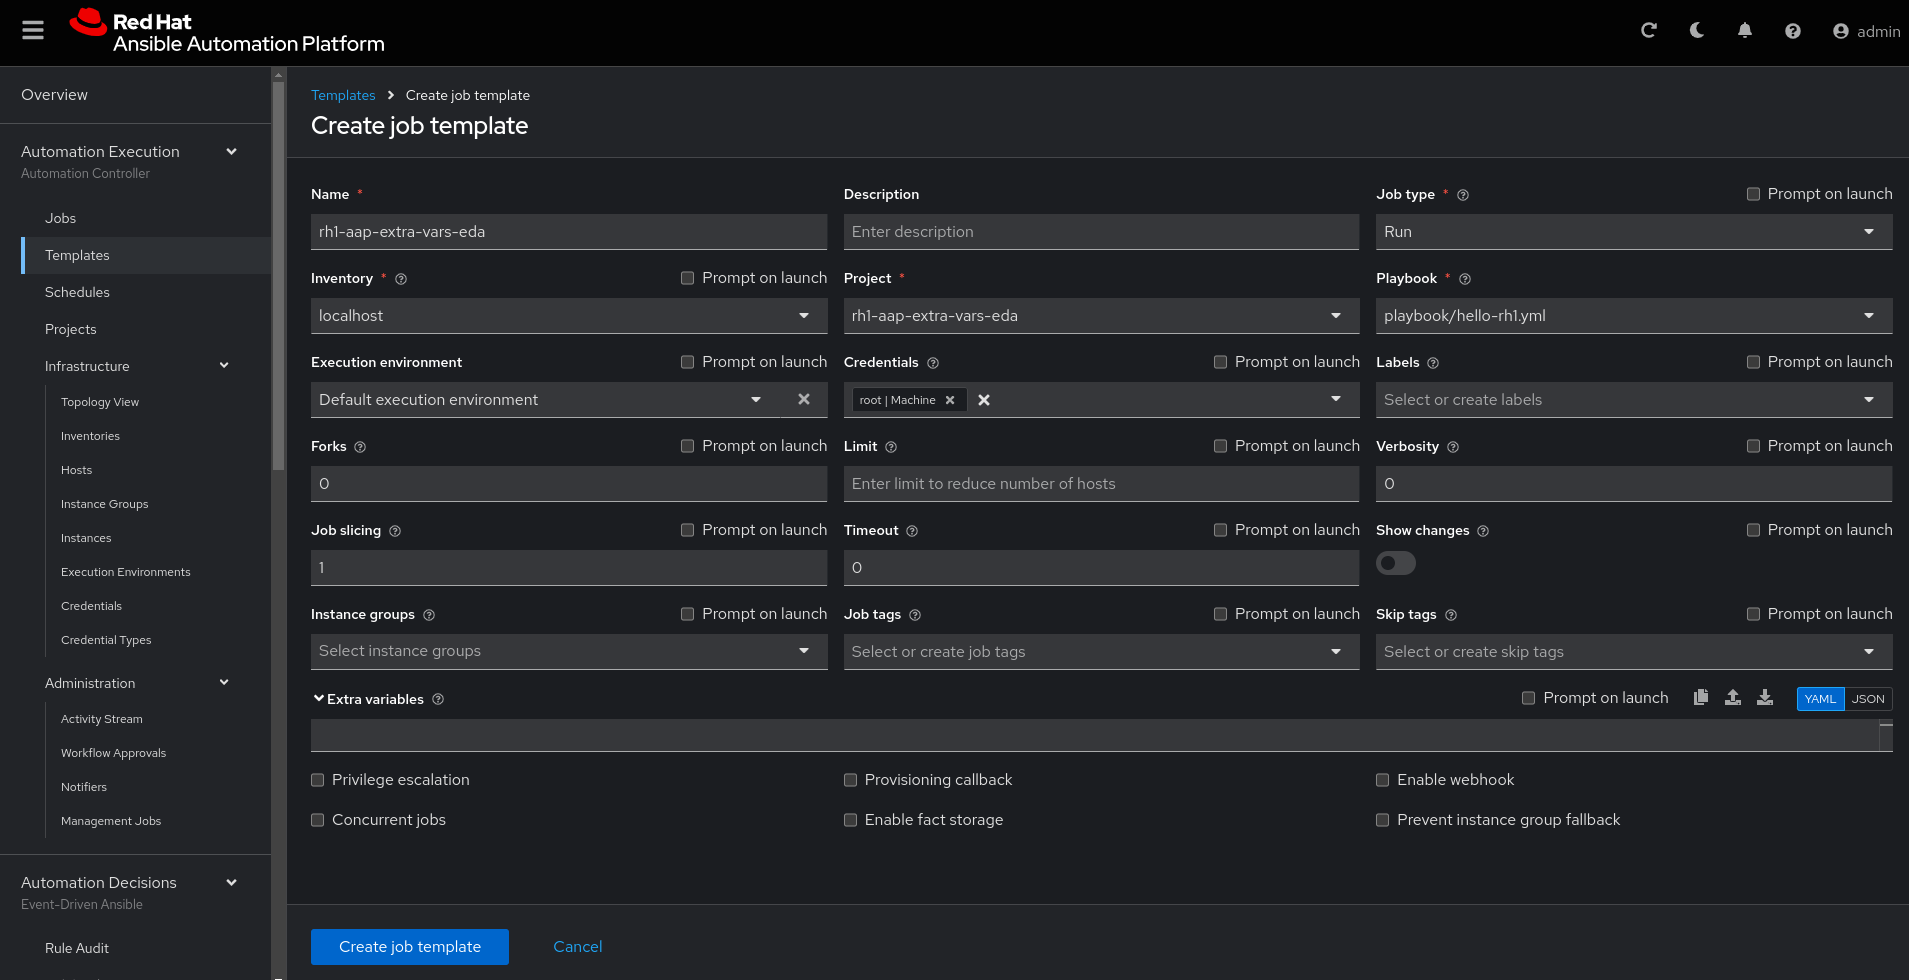 Red Hat
Ansible Automation Platform
admin
Overview
Automation Execution
Automation Controller
Jobs
Templates
Schedules
Projects
Infrastructure
Topology View
Inventories
Hosts
Instance Groups
Instances
Execution Environments
Credentials
Credential Types
Administration
Activity Stream
Workflow Approvals
Notifiers
Management Jobs
Automation Decisions
Event-Driven Ansible
Rule Audit
Templates > Create job template
Create job template
Name *
rh1-aap-extra-vars-eda
Description
Enter description
Job type * Prompt on launch
Run
Inventory * Prompt on launch
localhost
Project *
rh1-aap-extra-vars-eda
Playbook *
playbook/hello-rh1.yml
Execution environment Prompt on launch
Default execution environment
Credentials Prompt on launch
root | Machine
Labels Prompt on launch
Select or create labels
Forks Prompt on launch
0
Limit Prompt on launch
Enter limit to reduce number of hosts
Verbosity Prompt on launch
0
Job slicing Prompt on launch
1
Timeout Prompt on launch
0
Show changes Prompt on launch
Instance groups Prompt on launch
Select instance groups
Job tags Prompt on launch
Select or create job tags
Skip tags Prompt on launch
Select or create skip tags
Extra variables Prompt on launch YAML JSON
Privilege escalation
Provisioning callback
Enable webhook
Concurrent jobs
Enable fact storage
Prevent instance group fallback
Create job template Cancel